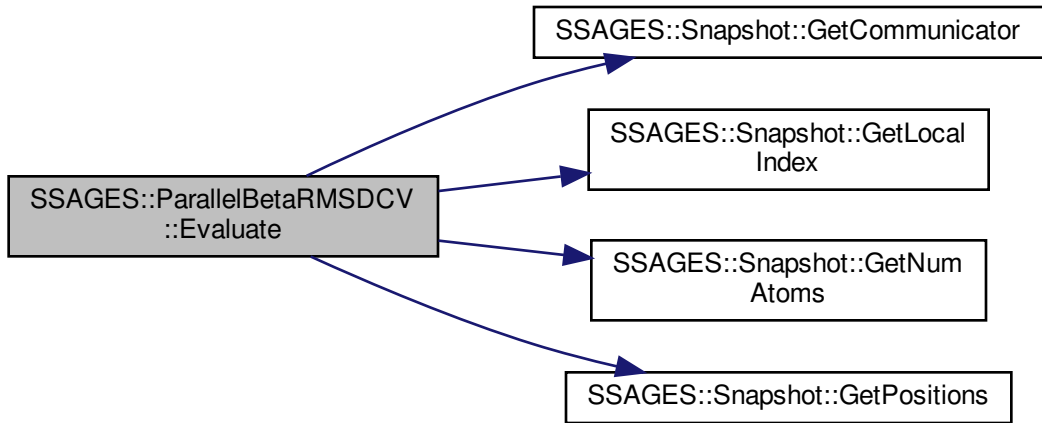 SSAGES::ParallelBetaRMSDCV
::Evaluate
SSAGES::Snapshot::GetCommunicator
SSAGES::Snapshot::GetLocal
Index
SSAGES::Snapshot::GetNum
Atoms
SSAGES::Snapshot::GetPositions